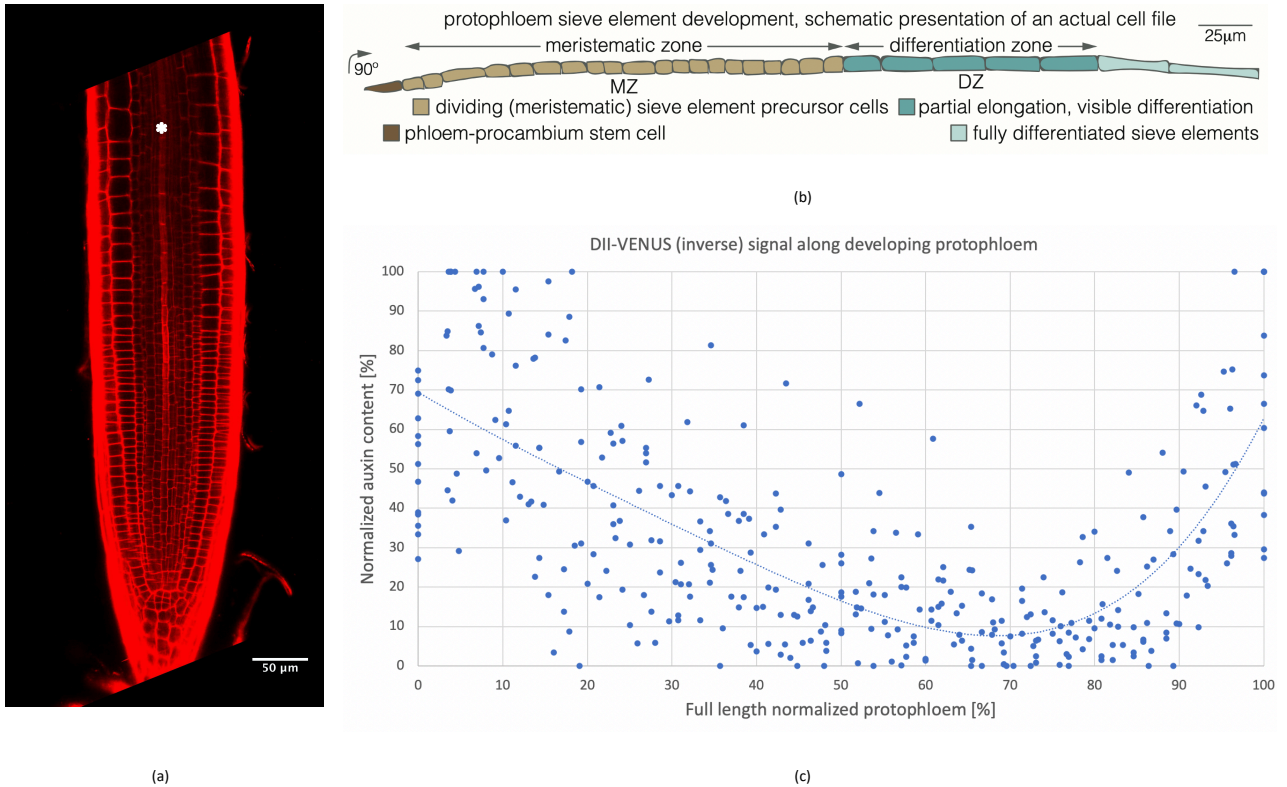 50 μm
(a)
protophloem sieve element development, schematic presentation of an actual cell file
25μm
meristematic zone
differentiation zone
90º
MZ
DZ
dividing (meristematic) sieve element precursor cells
partial elongation, visible differentiation
phloem-procambium stem cell
fully differentiated sieve elements
(b)
DII-VENUS (inverse) signal along developing protophloem
Normalized auxin content [%]
100
90
80
70
60
50
40
30
20
10
0
0 10 20 30 40 50 60 70 80 90 100
Full length normalized protophloem [%]
(c)